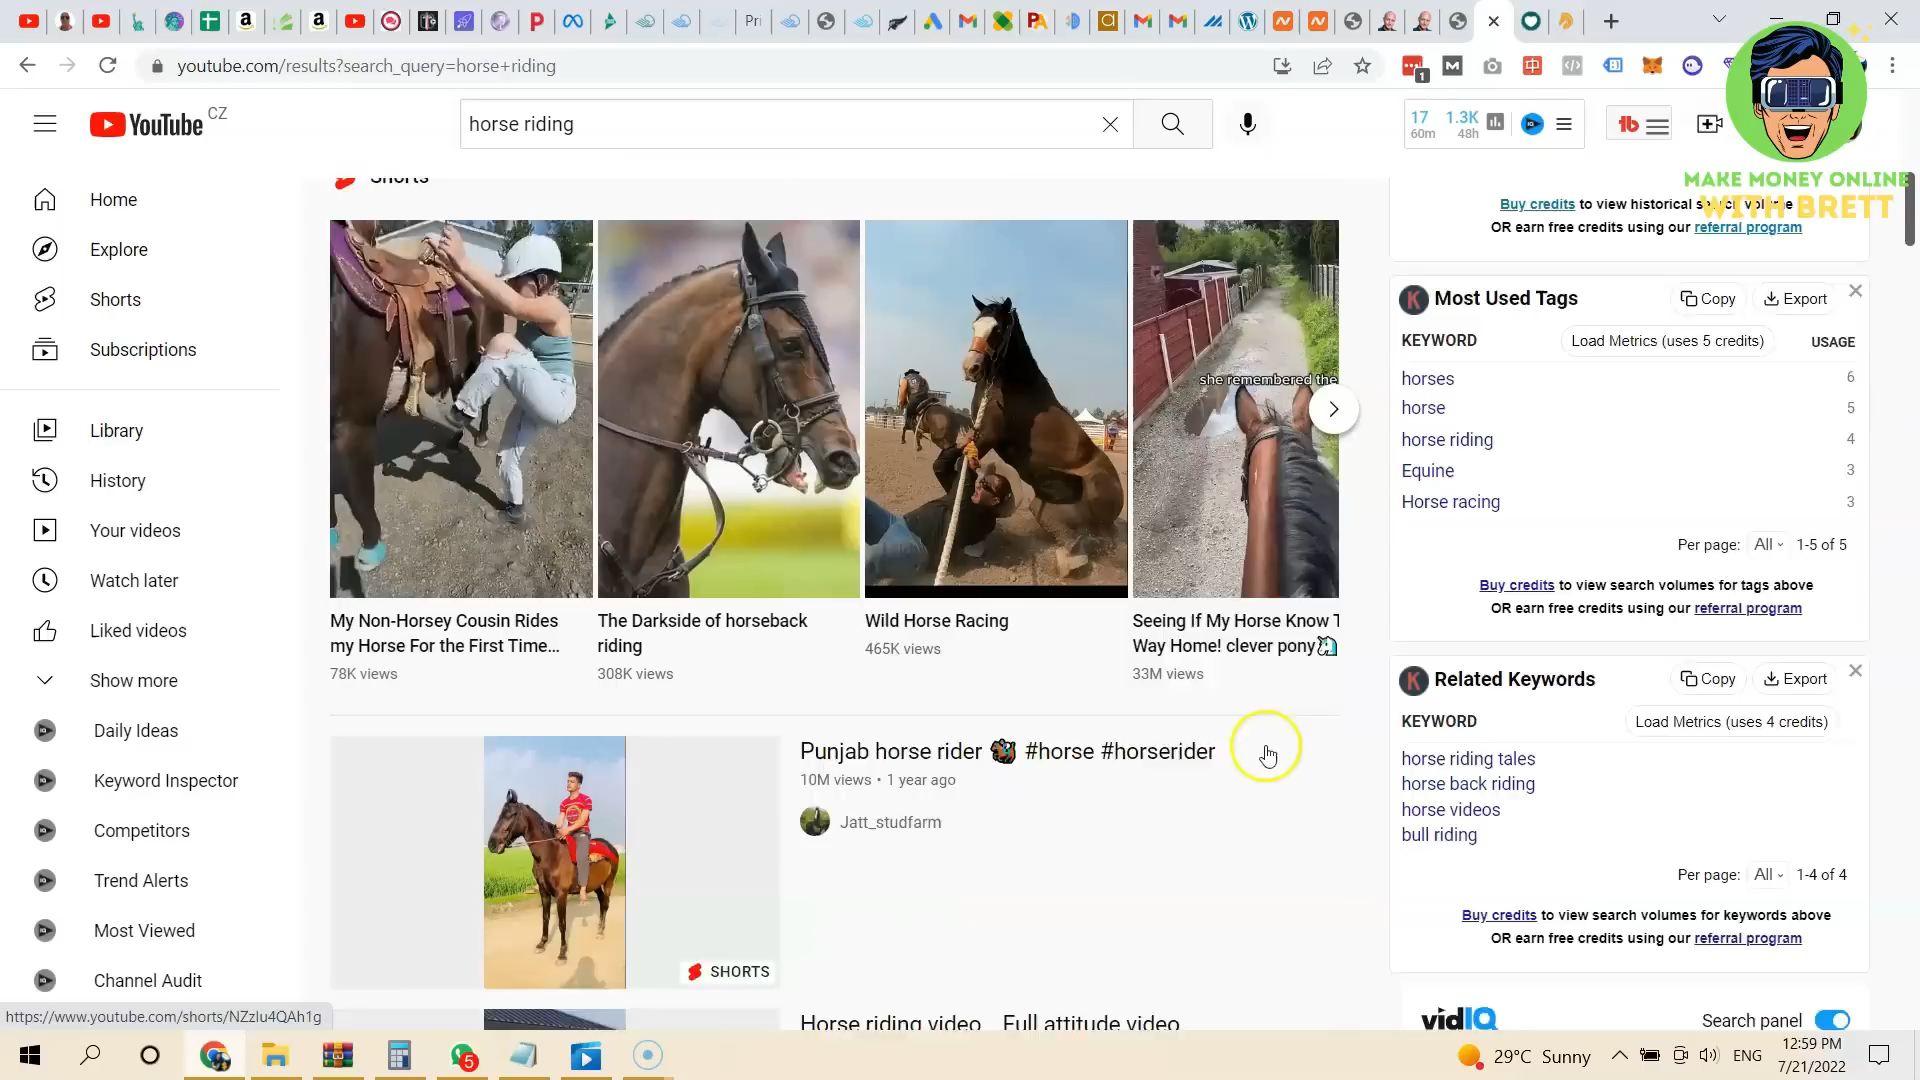 youtube.com/results?search_query=horse+riding
YouTube CZ
horse riding
17 1.3K
60m 48h
1
MAKE MONEY ONLINE
WITH BRETT
Home
Explore
Shorts
Subscriptions
Library
History
Your videos
Watch later
Liked videos
Show more
Daily Ideas
Keyword Inspector
Competitors
Trend Alerts
Most Viewed
Channel Audit
Shorts
she remembered the
My Non-Horsey Cousin Rides
my Horse For the First Time...
78K views
The Darkside of horseback
riding
308K views
Wild Horse Racing
465K views
Seeing If My Horse Know T
Way Home! clever pony
33M views
Punjab horse rider 🏇 #horse #horserider
10M views • 1 year ago
Jatt_studfarm
SHORTS
Horse riding video Full attitude video
Buy credits to view historical search volume
OR earn free credits using our referral program
Most Used Tags Copy Export
KEYWORD Load Metrics (uses 5 credits) USAGE
horses 6
horse 5
horse riding 4
Equine 3
Horse racing 3
Per page: All 1-5 of 5
Buy credits to view search volumes for tags above
OR earn free credits using our referral program
Related Keywords Copy Export
KEYWORD Load Metrics (uses 4 credits)
horse riding tales
horse back riding
horse videos
bull riding
Per page: All 1-4 of 4
Buy credits to view search volumes for keywords above
OR earn free credits using our referral program
vidIQ Search panel
https://www.youtube.com/shorts/NZzlu4QAh1g
5
29°C Sunny
ENG
12:59 PM
7/21/2022